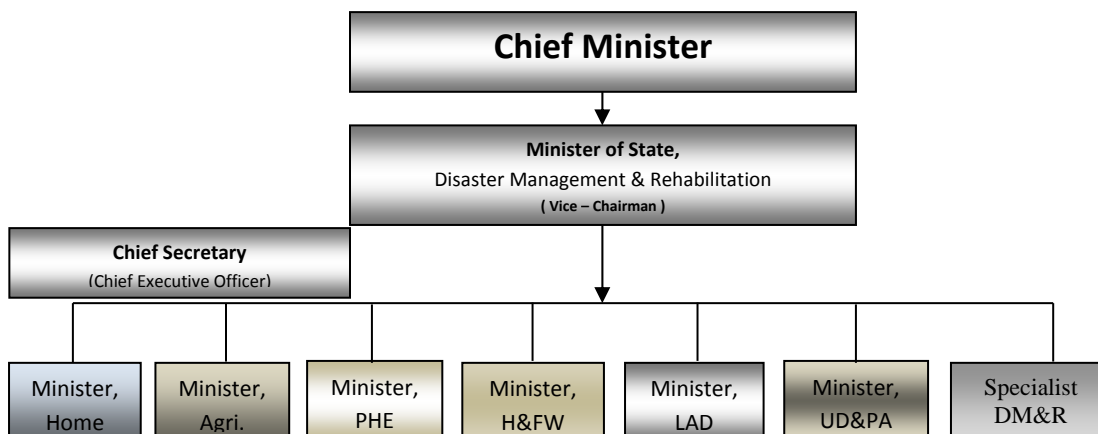 Chief Minister
Minister of State,
Disaster Management & Rehabilitation
( Vice – Chairman )
Chief Secretary
(Chief Executive Officer)
Minister,
Home
Minister,
Agri.
Minister,
PHE
Minister,
H&FW
Minister,
LAD
Minister,
UD&PA
Specialist
DM&R